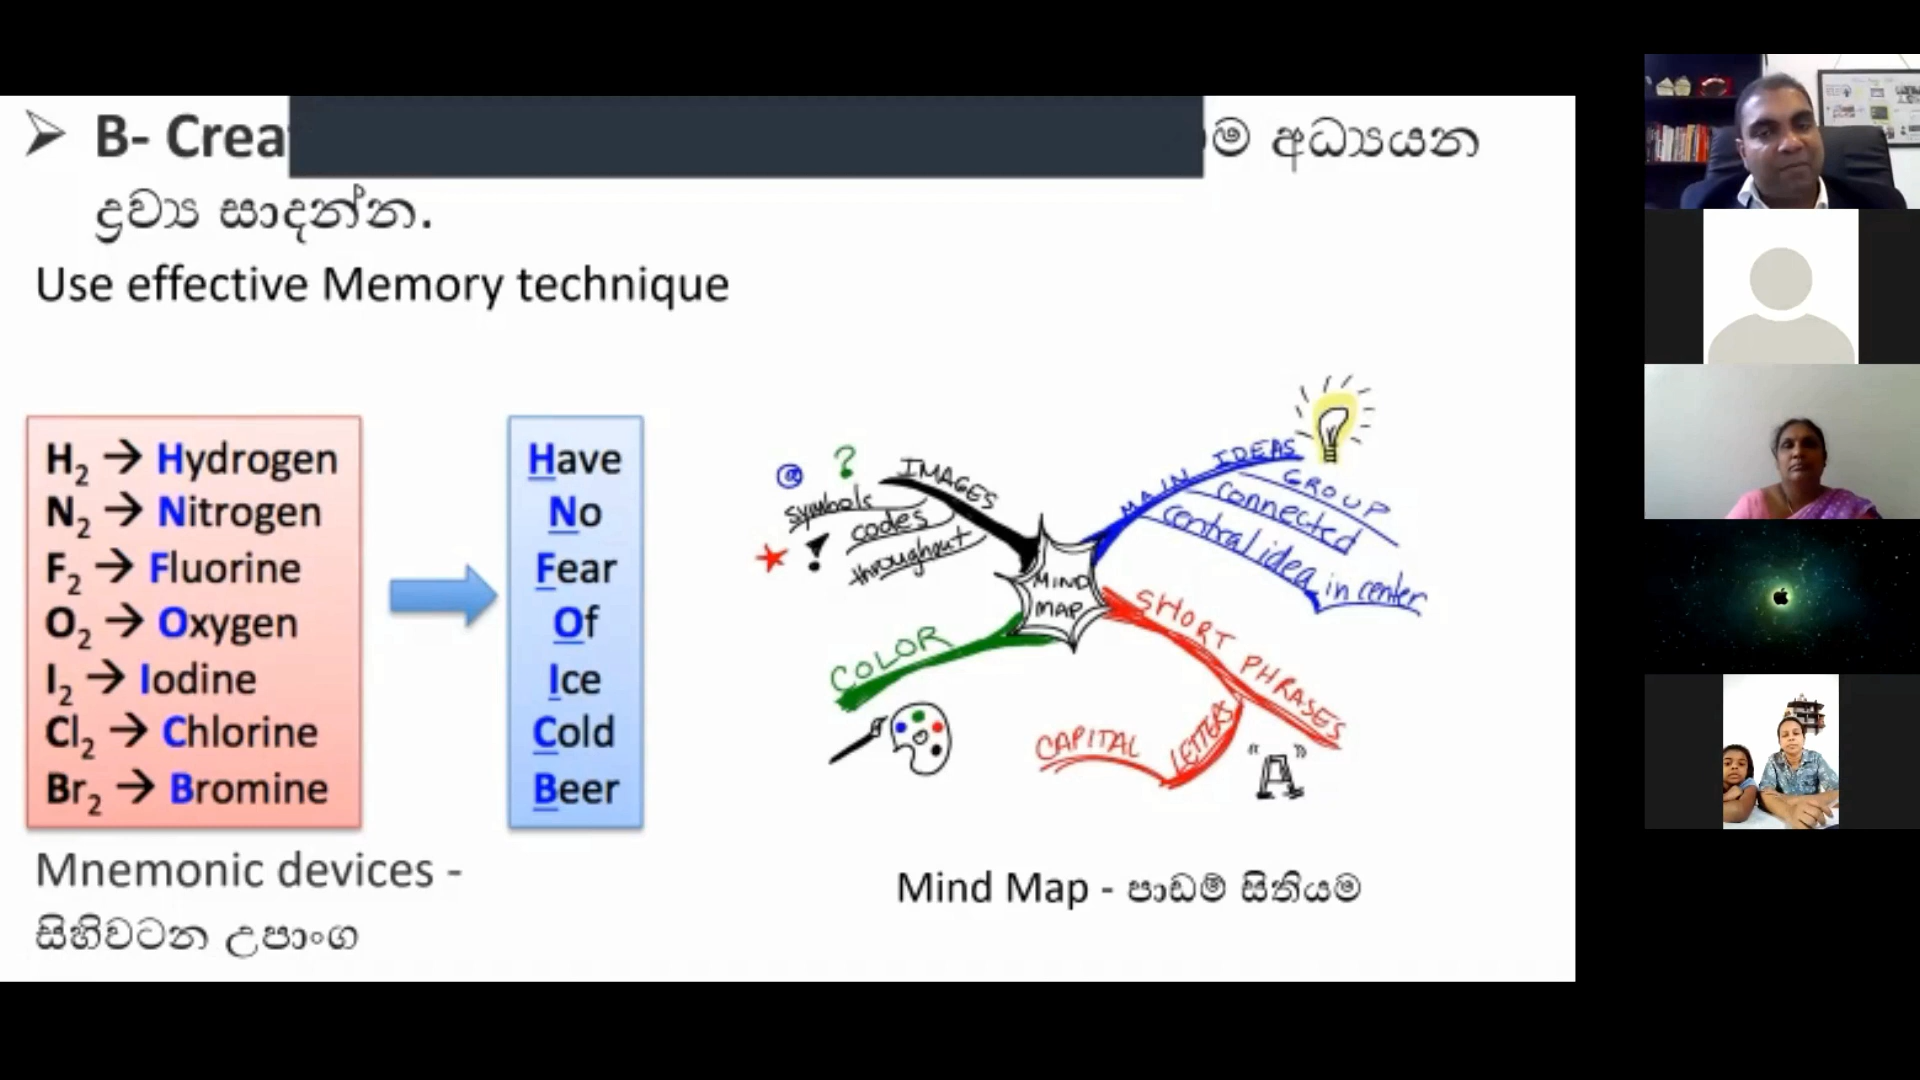 B- Crea
ම අධ්‍යයන
ද්‍රව්‍ය සාදන්න.
Use effective Memory technique
H2 → Hydrogen
N2 → Nitrogen
F2 → Fluorine
O2 → Oxygen
I2 → Iodine
Cl2 → Chlorine
Br2 → Bromine
Have
No
Fear
Of
Ice
Cold
Beer
Mnemonic devices -
සිහිවටන උපාංග
IMAGES
symbols
codes
throughout
MAIN IDEAS
GROUP
connected
central idea in center
MIND
MAP
COLOR
SHORT PHRASES
CAPITAL LETTERS
"A"
Mind Map - පාඩම් සිතියම